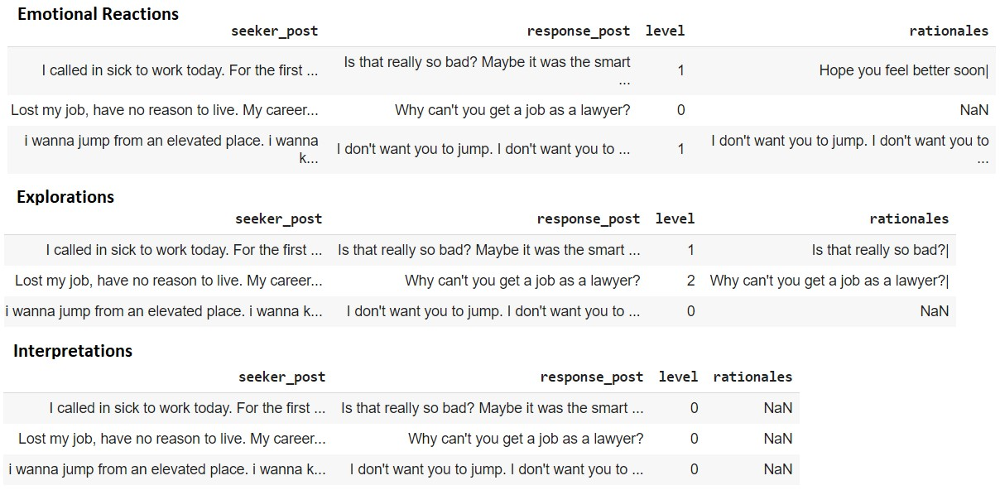 Emotional Reactions
seeker_post response_post level rationales
I called in sick to work today. For the first ... Is that really so bad? Maybe it was the smart ... 1 Hope you feel better soon|
Lost my job, have no reason to live. My career... Why can't you get a job as a lawyer? 0 NaN
i wanna jump from an elevated place. i wanna k... I don't want you to jump. I don't want you to ... 1 I don't want you to jump. I don't want you to ...
Explorations
seeker_post response_post level rationales
I called in sick to work today. For the first ... Is that really so bad? Maybe it was the smart ... 1 Is that really so bad?|
Lost my job, have no reason to live. My career... Why can't you get a job as a lawyer? 2 Why can't you get a job as a lawyer?|
i wanna jump from an elevated place. i wanna k... I don't want you to jump. I don't want you to ... 0 NaN
Interpretations
seeker_post response_post level rationales
I called in sick to work today. For the first ... Is that really so bad? Maybe it was the smart ... 0 NaN
Lost my job, have no reason to live. My career... Why can't you get a job as a lawyer? 0 NaN
i wanna jump from an elevated place. i wanna k... I don't want you to jump. I don't want you to ... 0 NaN